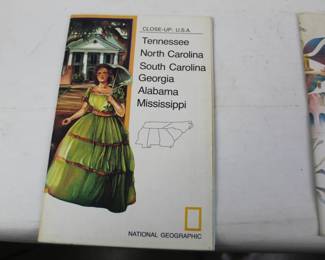 CLOSE-UP: U.S.A.
Tennessee
North Carolina
South Carolina
Georgia
Alabama
Mississippi
NATIONAL GEOGRAPHIC